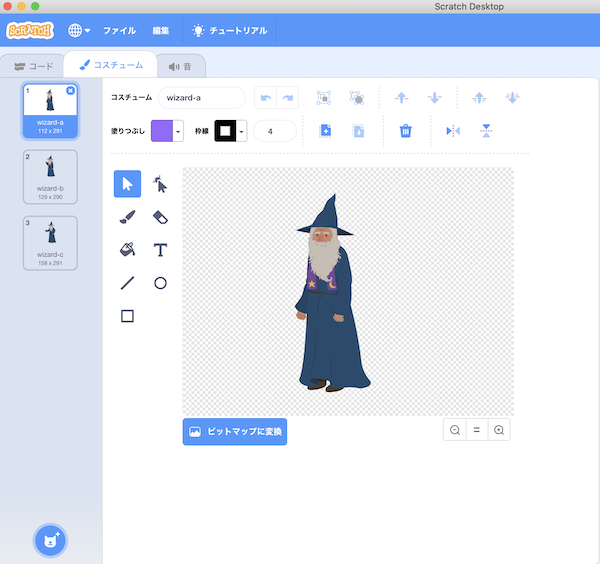 Scratch Desktop
SCRATCH ファイル 編集 チュートリアル
コード コスチューム 音
1
wizard-a
112 x 291
2
wizard-b
129 x 290
3
wizard-c
158 x 291
コスチューム wizard-a
塗りつぶし 枠線 4
T
ビットマップに変換